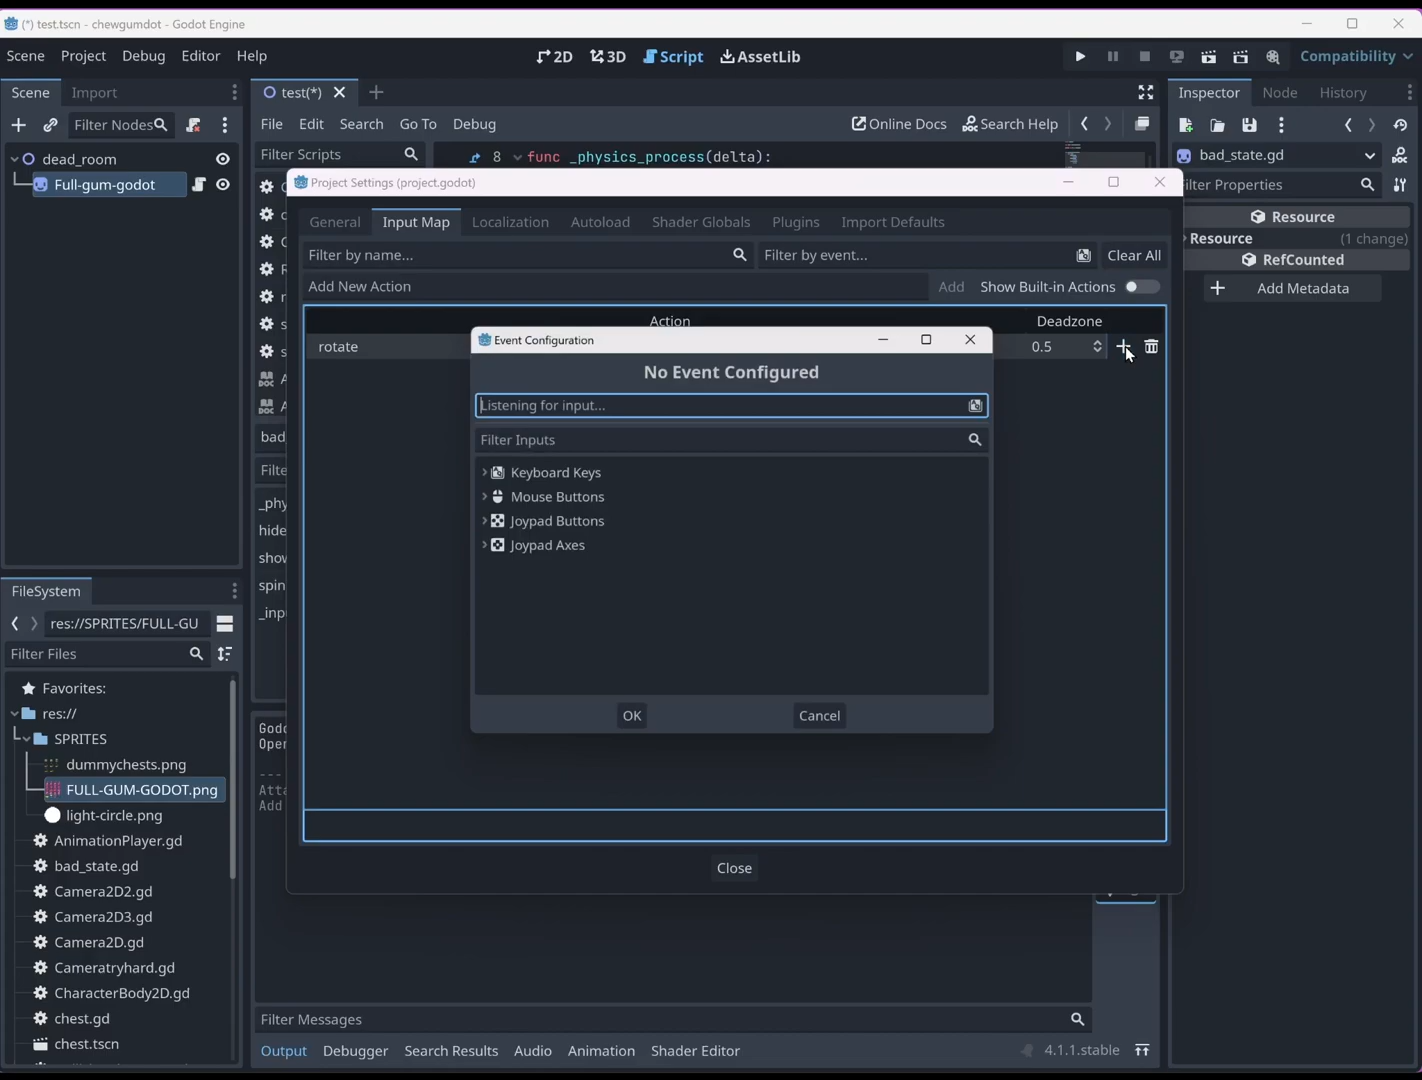 (*) test.tscn - chewgumdot - Godot Engine
Scene Project Debug Editor Help 2D 3D Script AssetLib Compatibility
Scene Import test(*) Inspector Node History
Filter Nodes File Edit Search Go To Debug Online Docs Search Help
dead_room Filter Scripts 8 func _physics_process(delta): bad_state.gd
Full-gum-godot Project Settings (project.godot) ilter Properties
General Input Map Localization Autoload Shader Globals Plugins Import Defaults Resource
Resource (1 change)
Filter by name... Filter by event... Clear All RefCounted
Add New Action Add Show Built-in Actions Add Metadata
Action Deadzone
rotate 0.5
Event Configuration
No Event Configured
Listening for input...
Filter Inputs
Keyboard Keys
Mouse Buttons
Joypad Buttons
Joypad Axes
OK Cancel
Close
bad
Filte
_phy
hide
show
spin
_inp
Godo
Oper
---
Atta
Add
FileSystem
res://SPRITES/FULL-GU
Filter Files
Favorites:
res://
SPRITES
dummychests.png
FULL-GUM-GODOT.png
light-circle.png
AnimationPlayer.gd
bad_state.gd
Camera2D2.gd
Camera2D3.gd
Camera2D.gd
Cameratryhard.gd
CharacterBody2D.gd
chest.gd
chest.tscn
Filter Messages
Output Debugger Search Results Audio Animation Shader Editor 4.1.1.stable